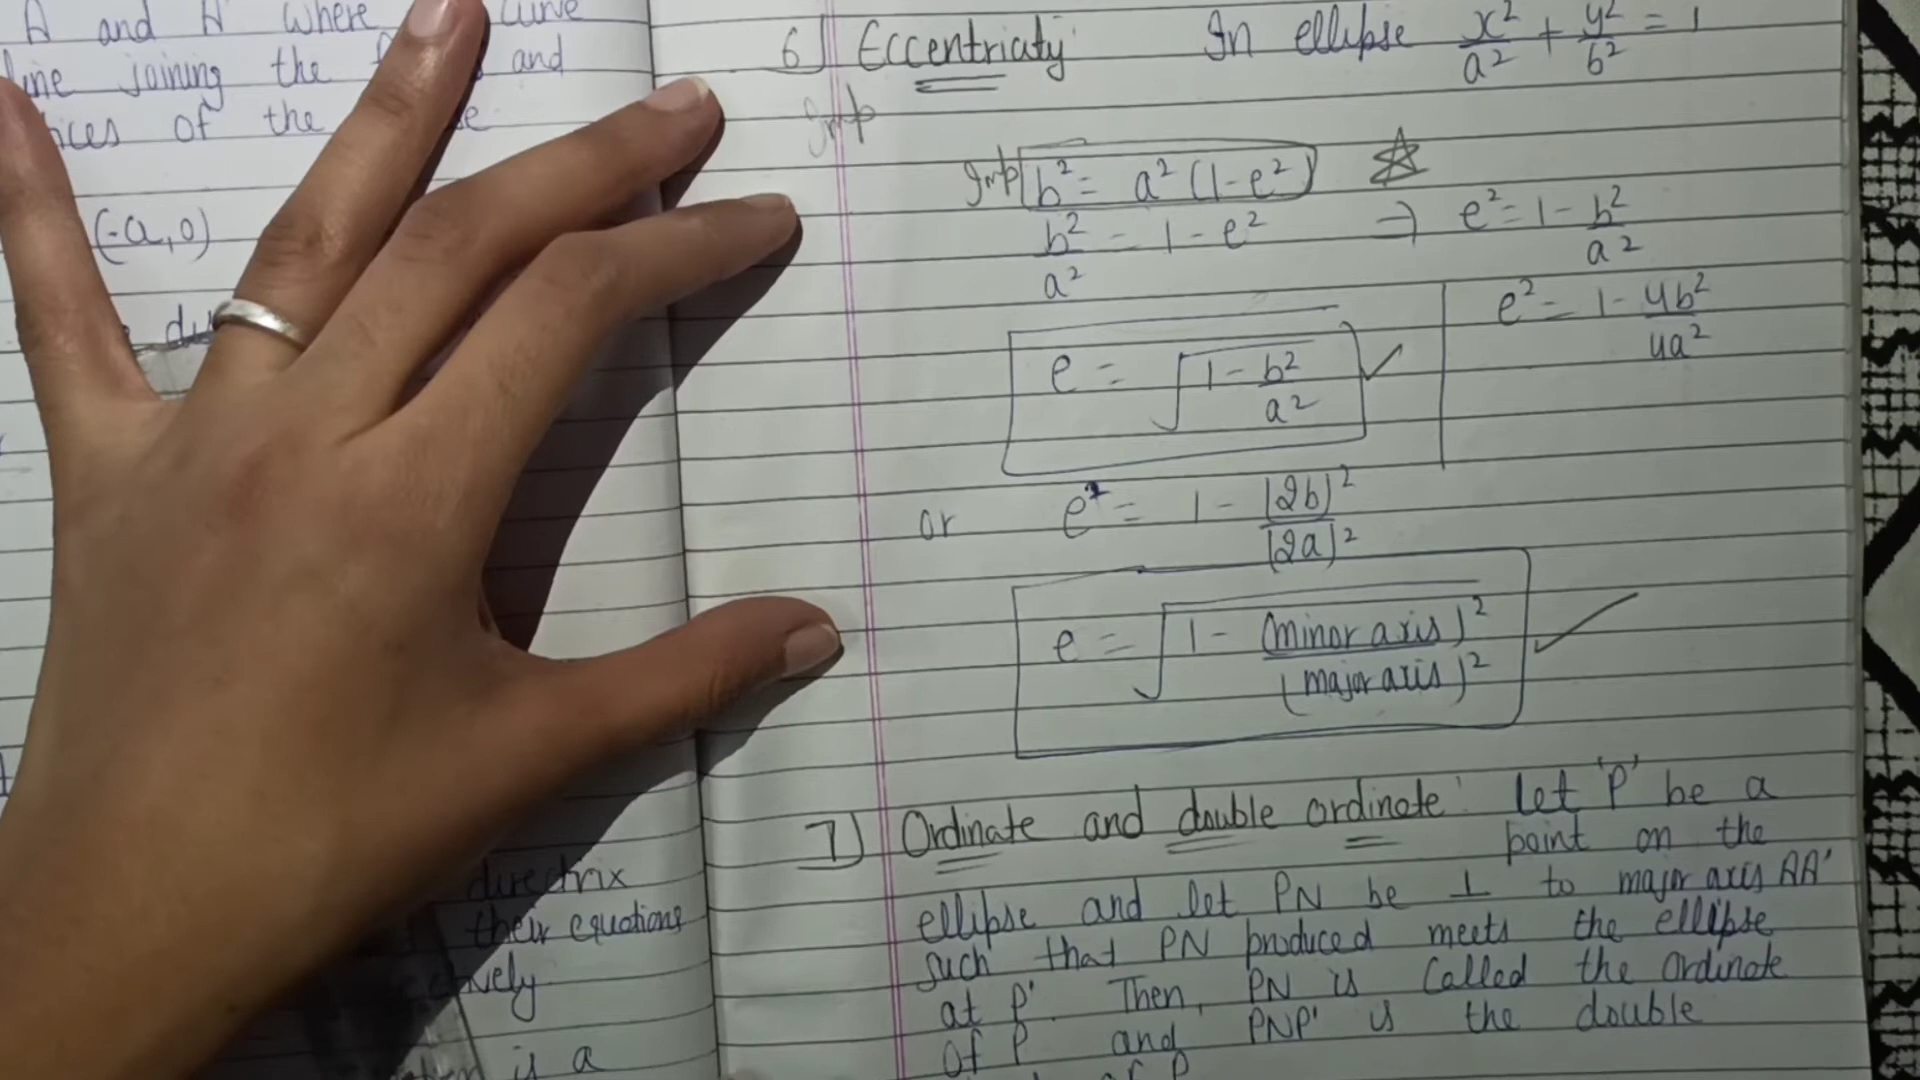 A and A' where curve
line joining the and
of the
(-a,0)
directrix
their equations
is a
6) Eccentricity In ellipse x²/a² + y²/b² = 1
Imp
Imp b² = a²(1-e²) ☆
b²/a² = 1-e² ⇒ e² = 1 - b²/a²
e = √(1 - b²/a²) ✓ e² = 1 - 4b²/4a²
or e² = 1 - (2b)²/(2a)²
e = √(1 - (minor axis)²/(major axis)²) ✓
7) Ordinate and double ordinate: Let 'P' be a
point on the
ellipse and let PN be ⊥ to major axis AA'
such that PN produced meets the ellipse
at P'. Then, PN is called the ordinate
of P and PNP' is the double
of P